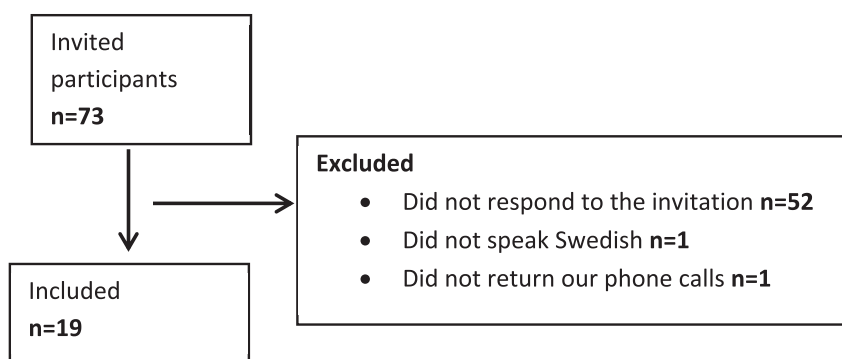 Invited
participants
n=73
Excluded
• Did not respond to the invitation n=52
• Did not speak Swedish n=1
• Did not return our phone calls n=1
Included
n=19